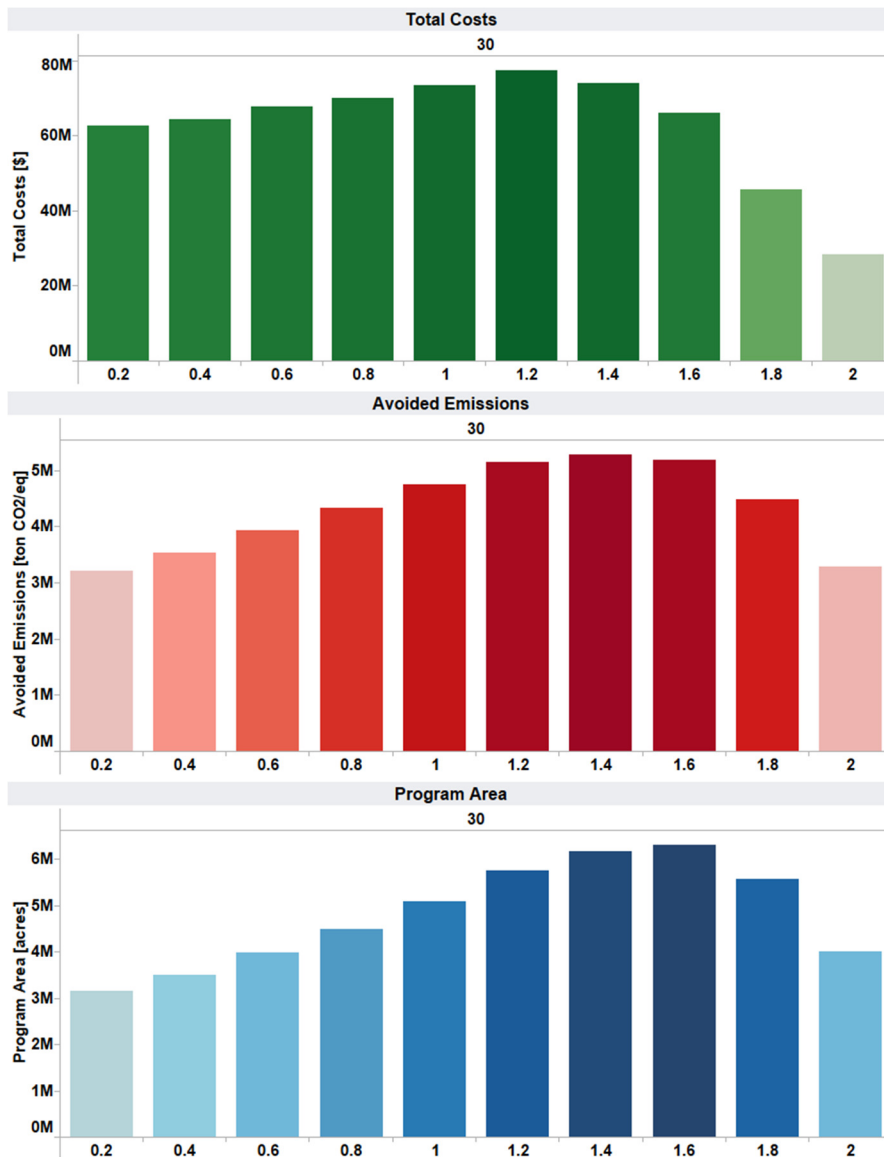 Total Costs
30
80M
60M
40M
20M
0M
Total Costs [$]
0.2 0.4 0.6 0.8 1 1.2 1.4 1.6 1.8 2
Avoided Emissions
30
5M
4M
3M
2M
1M
0M
Avoided Emissions [ton CO2/eq]
0.2 0.4 0.6 0.8 1 1.2 1.4 1.6 1.8 2
Program Area
30
6M
5M
4M
3M
2M
1M
0M
Program Area [acres]
0.2 0.4 0.6 0.8 1 1.2 1.4 1.6 1.8 2